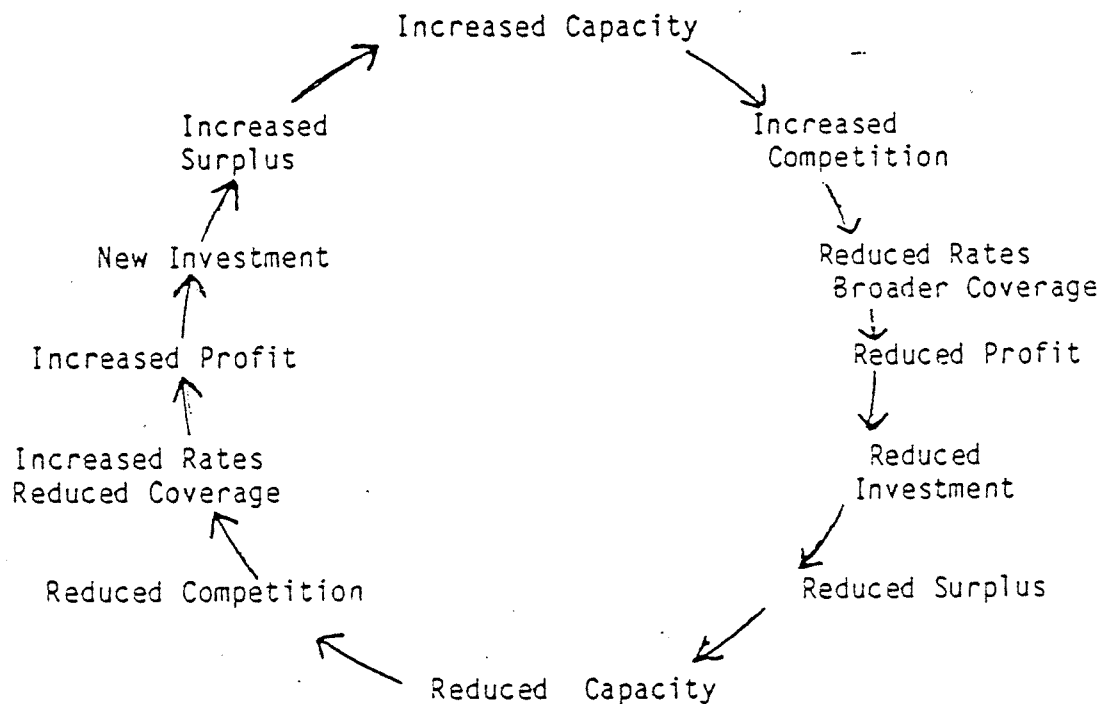 Increased Capacity
Increased
Competition
Reduced Rates
Broader Coverage
Reduced Profit
Reduced
Investment
Reduced Surplus
Reduced Capacity
Reduced Competition
Increased Rates
Reduced Coverage
Increased Profit
New Investment
Increased
Surplus